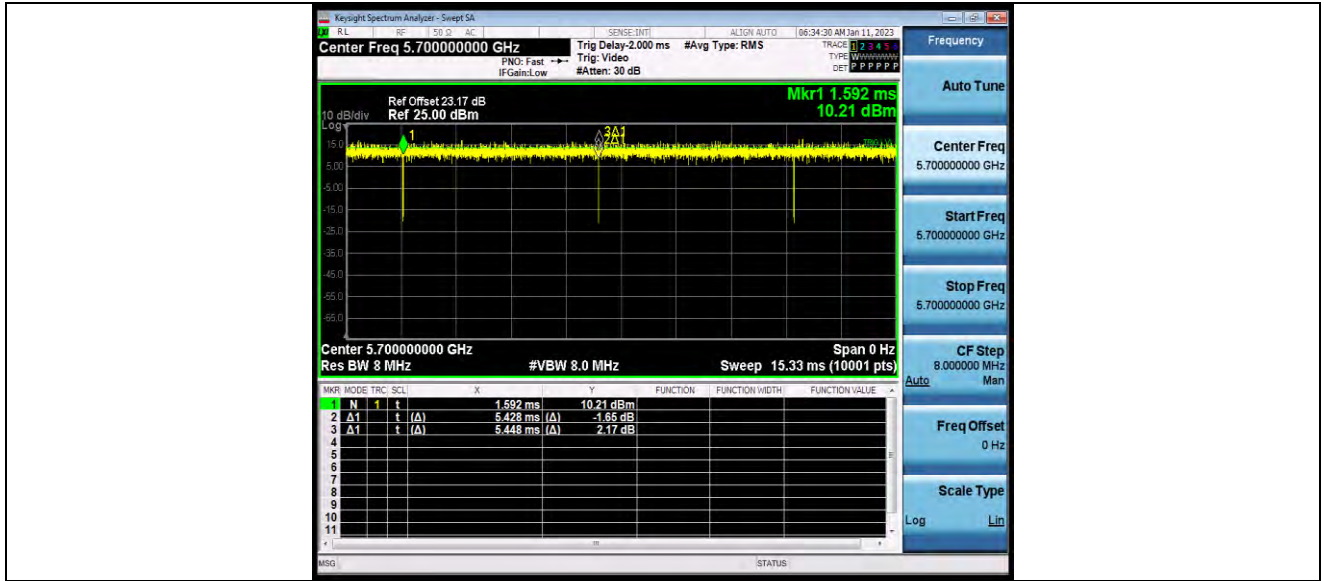 Keysight Spectrum Analyzer - Swept SA
RL RF 50 Ω AC SENSE:INT ALIGN AUTO 06:34:30 AM Jan 11, 2023
Center Freq 5.700000000 GHz
PNO: Fast
IFGain:Low
Trig Delay-2.000 ms
Trig: Video
#Atten: 30 dB
#Avg Type: RMS
TRACE 1 2 3 4 5 6
TYPE WWWWWW
DET P P P P P P
Frequency
Mkr1 1.592 ms
10.21 dBm
Ref Offset 23.17 dB
10 dB/div Ref 25.00 dBm
Log
1
3Δ1
15.0
5.00
-5.00
-15.0
-25.0
-35.0
-45.0
-55.0
-65.0
Center 5.700000000 GHz Span 0 Hz
Res BW 8 MHz #VBW 8.0 MHz Sweep 15.33 ms (10001 pts)
MKR MODE TRC SCL X Y FUNCTION FUNCTION WIDTH FUNCTION VALUE
1 N 1 t 1.592 ms 10.21 dBm
2 Δ1 t (Δ) 5.428 ms (Δ) -1.65 dB
3 Δ1 t (Δ) 5.448 ms (Δ) 2.17 dB
4
5
6
7
8
9
10
11
MSG STATUS
Auto Tune
Center Freq
5.700000000 GHz
Start Freq
5.700000000 GHz
Stop Freq
5.700000000 GHz
CF Step
8.000000 MHz
Auto Man
Freq Offset
0 Hz
Scale Type
Log Lin